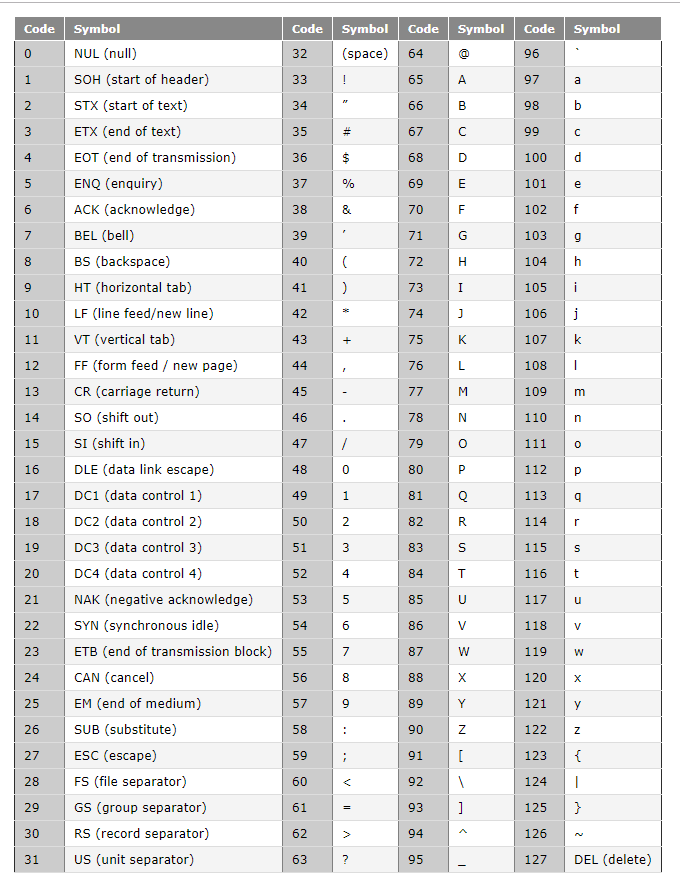 Code Symbol Code Symbol Code Symbol Code Symbol
0 NUL (null) 32 (space) 64 @ 96 `
1 SOH (start of header) 33 ! 65 A 97 a
2 STX (start of text) 34 ” 66 B 98 b
3 ETX (end of text) 35 # 67 C 99 c
4 EOT (end of transmission) 36 $ 68 D 100 d
5 ENQ (enquiry) 37 % 69 E 101 e
6 ACK (acknowledge) 38 & 70 F 102 f
7 BEL (bell) 39 ’ 71 G 103 g
8 BS (backspace) 40 ( 72 H 104 h
9 HT (horizontal tab) 41 ) 73 I 105 i
10 LF (line feed/new line) 42 * 74 J 106 j
11 VT (vertical tab) 43 + 75 K 107 k
12 FF (form feed / new page) 44 , 76 L 108 l
13 CR (carriage return) 45 - 77 M 109 m
14 SO (shift out) 46 . 78 N 110 n
15 SI (shift in) 47 / 79 O 111 o
16 DLE (data link escape) 48 0 80 P 112 p
17 DC1 (data control 1) 49 1 81 Q 113 q
18 DC2 (data control 2) 50 2 82 R 114 r
19 DC3 (data control 3) 51 3 83 S 115 s
20 DC4 (data control 4) 52 4 84 T 116 t
21 NAK (negative acknowledge) 53 5 85 U 117 u
22 SYN (synchronous idle) 54 6 86 V 118 v
23 ETB (end of transmission block) 55 7 87 W 119 w
24 CAN (cancel) 56 8 88 X 120 x
25 EM (end of medium) 57 9 89 Y 121 y
26 SUB (substitute) 58 : 90 Z 122 z
27 ESC (escape) 59 ; 91 [ 123 {
28 FS (file separator) 60 < 92 \ 124 |
29 GS (group separator) 61 = 93 ] 125 }
30 RS (record separator) 62 > 94 ^ 126 ~
31 US (unit separator) 63 ? 95 _ 127 DEL (delete)